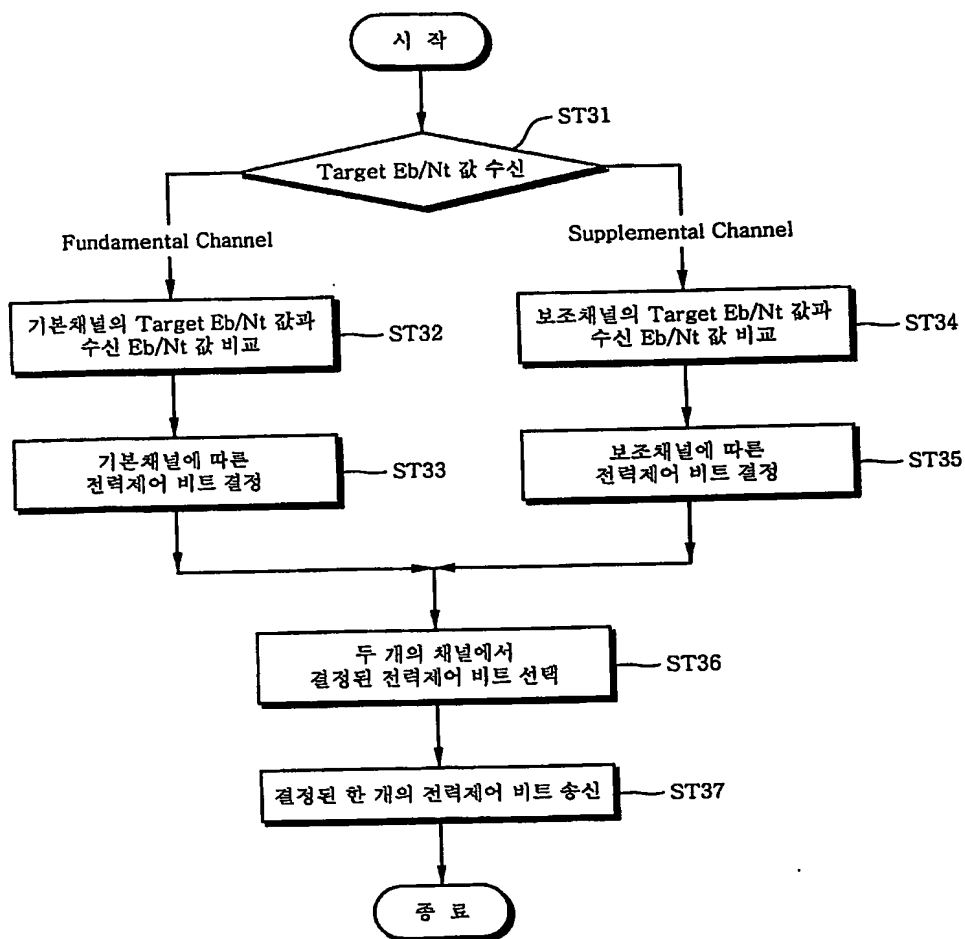 시 작
ST31
Target Eb/Nt 값 수신
Fundamental Channel
Supplemental Channel
기본채널의 Target Eb/Nt 값과
수신 Eb/Nt 값 비교
ST32
보조채널의 Target Eb/Nt 값과
수신 Eb/Nt 값 비교
ST34
기본채널에 따른
전력제어 비트 결정
ST33
보조채널에 따른
전력제어 비트 결정
ST35
두 개의 채널에서
결정된 전력제어 비트 선택
ST36
결정된 한 개의 전력제어 비트 송신
ST37
종 료